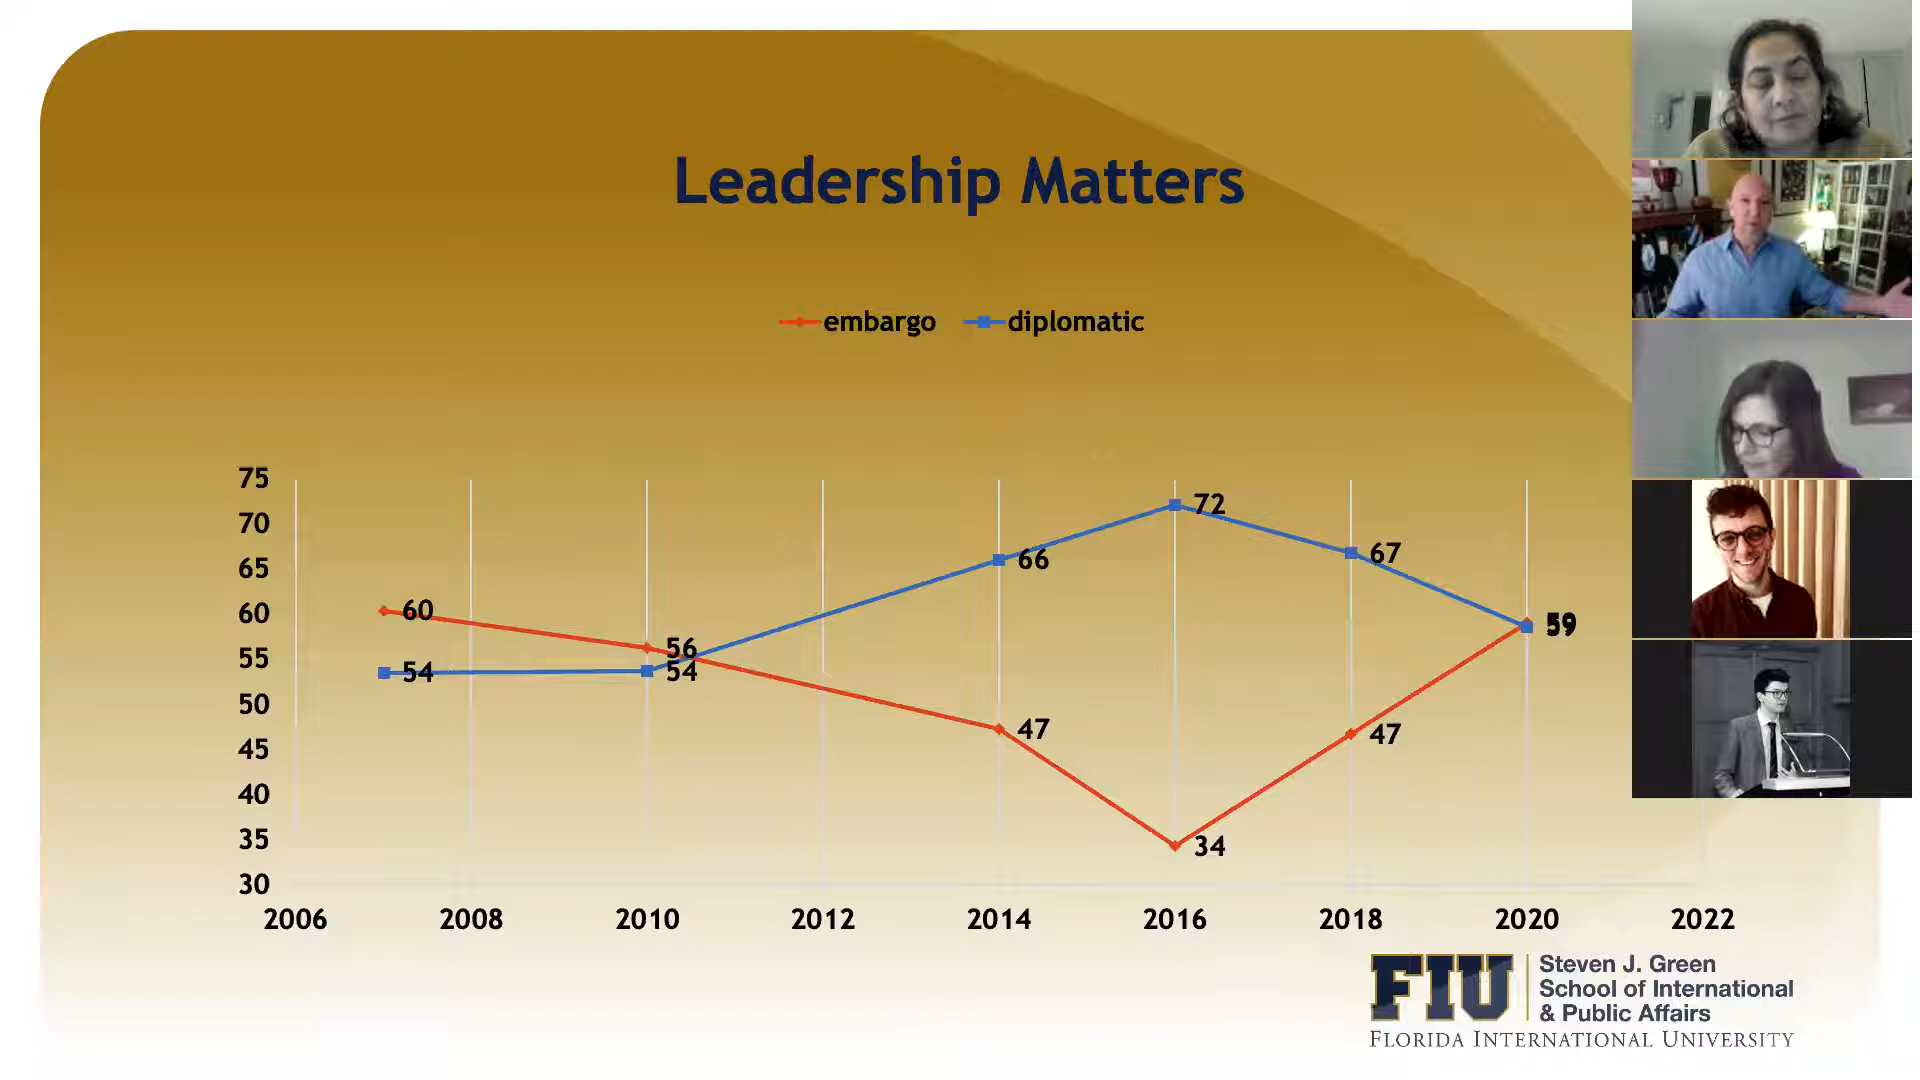 Leadership Matters
embargo diplomatic
75
70
65
60
55
50
45
40
35
30
60
56
47
34
47
59
54
54
66
72
67
2006 2008 2010 2012 2014 2016 2018 2020 2022
FIU
Steven J. Green
School of International
& Public Affairs
FLORIDA INTERNATIONAL UNIVERSITY